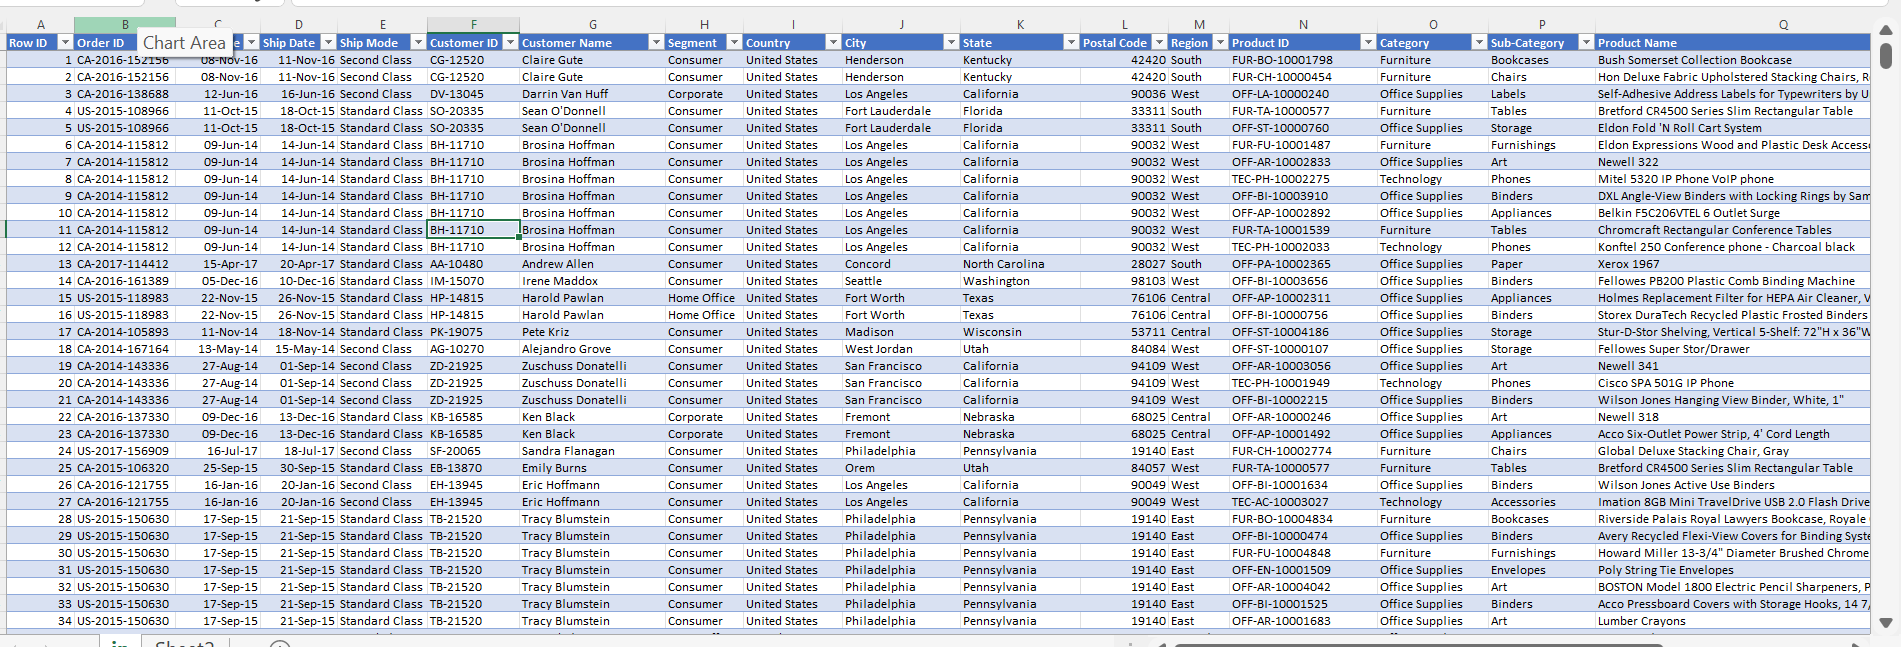 A B C D E F G H I J K L M N O P Q
Row ID Order ID Chart Area Ship Date Ship Mode Customer ID Customer Name Segment Country City State Postal Code Region Product ID Category Sub-Category Product Name
1 CA-2016-152156 08-Nov-16 11-Nov-16 Second Class CG-12520 Claire Gute Consumer United States Henderson Kentucky 42420 South FUR-BO-10001798 Furniture Bookcases Bush Somerset Collection Bookcase
2 CA-2016-152156 08-Nov-16 11-Nov-16 Second Class CG-12520 Claire Gute Consumer United States Henderson Kentucky 42420 South FUR-CH-10000454 Furniture Chairs Hon Deluxe Fabric Upholstered Stacking Chairs,
3 CA-2016-138688 12-Jun-16 16-Jun-16 Second Class DV-13045 Darrin Van Huff Corporate United States Los Angeles California 90036 West OFF-LA-10000240 Office Supplies Labels Self-Adhesive Address Labels for Typewriters by U
4 US-2015-108966 11-Oct-15 18-Oct-15 Standard Class SO-20335 Sean O'Donnell Consumer United States Fort Lauderdale Florida 33311 South FUR-TA-10000577 Furniture Tables Bretford CR4500 Series Slim Rectangular Table
5 US-2015-108966 11-Oct-15 18-Oct-15 Standard Class SO-20335 Sean O'Donnell Consumer United States Fort Lauderdale Florida 33311 South OFF-ST-10000760 Office Supplies Storage Eldon Fold 'N Roll Cart System
6 CA-2014-115812 09-Jun-14 14-Jun-14 Standard Class BH-11710 Brosina Hoffman Consumer United States Los Angeles California 90032 West FUR-FU-10001487 Furniture Furnishings Eldon Expressions Wood and Plastic Desk Access
7 CA-2014-115812 09-Jun-14 14-Jun-14 Standard Class BH-11710 Brosina Hoffman Consumer United States Los Angeles California 90032 West OFF-AR-10002833 Office Supplies Art Newell 322
8 CA-2014-115812 09-Jun-14 14-Jun-14 Standard Class BH-11710 Brosina Hoffman Consumer United States Los Angeles California 90032 West TEC-PH-10002275 Technology Phones Mitel 5320 IP Phone VoIP phone
9 CA-2014-115812 09-Jun-14 14-Jun-14 Standard Class BH-11710 Brosina Hoffman Consumer United States Los Angeles California 90032 West OFF-BI-10003910 Office Supplies Binders DXL Angle-View Binders with Locking Rings by Sam
10 CA-2014-115812 09-Jun-14 14-Jun-14 Standard Class BH-11710 Brosina Hoffman Consumer United States Los Angeles California 90032 West OFF-AP-10002892 Office Supplies Appliances Belkin F5C206VTEL 6 Outlet Surge
11 CA-2014-115812 09-Jun-14 14-Jun-14 Standard Class BH-11710 Brosina Hoffman Consumer United States Los Angeles California 90032 West FUR-TA-10001539 Furniture Tables Chromcraft Rectangular Conference Tables
12 CA-2014-115812 09-Jun-14 14-Jun-14 Standard Class BH-11710 Brosina Hoffman Consumer United States Los Angeles California 90032 West TEC-PH-10002033 Technology Phones Konftel 250 Conference phone - Charcoal black
13 CA-2017-114412 15-Apr-17 20-Apr-17 Standard Class AA-10480 Andrew Allen Consumer United States Concord North Carolina 28027 South OFF-PA-10002365 Office Supplies Paper Xerox 1967
14 CA-2016-161389 05-Dec-16 10-Dec-16 Standard Class IM-15070 Irene Maddox Consumer United States Seattle Washington 98103 West OFF-BI-10003656 Office Supplies Binders Fellowes PB200 Plastic Comb Binding Machine
15 US-2015-118983 22-Nov-15 26-Nov-15 Standard Class HP-14815 Harold Pawlan Home Office United States Fort Worth Texas 76106 Central OFF-AP-10002311 Office Supplies Appliances Holmes Replacement Filter for HEPA Air Cleaner, V
16 US-2015-118983 22-Nov-15 26-Nov-15 Standard Class HP-14815 Harold Pawlan Home Office United States Fort Worth Texas 76106 Central OFF-BI-10000756 Office Supplies Binders Storex DuraTech Recycled Plastic Frosted Binders
17 CA-2014-105893 11-Nov-14 18-Nov-14 Standard Class PK-19075 Pete Kriz Consumer United States Madison Wisconsin 53711 Central OFF-ST-10004186 Office Supplies Storage Stur-D-Stor Shelving, Vertical 5-Shelf: 72"H x 36"W
18 CA-2014-167164 13-May-14 15-May-14 Second Class AG-10270 Alejandro Grove Consumer United States West Jordan Utah 84084 West OFF-ST-10000107 Office Supplies Storage Fellowes Super Stor/Drawer
19 CA-2014-143336 27-Aug-14 01-Sep-14 Second Class ZD-21925 Zuschuss Donatelli Consumer United States San Francisco California 94109 West OFF-AR-10003056 Office Supplies Art Newell 341
20 CA-2014-143336 27-Aug-14 01-Sep-14 Second Class ZD-21925 Zuschuss Donatelli Consumer United States San Francisco California 94109 West TEC-PH-10001949 Technology Phones Cisco SPA 501G IP Phone
21 CA-2014-143336 27-Aug-14 01-Sep-14 Second Class ZD-21925 Zuschuss Donatelli Consumer United States San Francisco California 94109 West OFF-BI-10002215 Office Supplies Binders Wilson Jones Hanging View Binder, White, 1"
22 CA-2016-137330 09-Dec-16 13-Dec-16 Standard Class KB-16585 Ken Black Corporate United States Fremont Nebraska 68025 Central OFF-AR-10000246 Office Supplies Art Newell 318
23 CA-2016-137330 09-Dec-16 13-Dec-16 Standard Class KB-16585 Ken Black Corporate United States Fremont Nebraska 68025 Central OFF-AP-10001492 Office Supplies Appliances Acco Six-Outlet Power Strip, 4' Cord Length
24 US-2017-156909 16-Jul-17 18-Jul-17 Second Class SF-20065 Sandra Flanagan Consumer United States Philadelphia Pennsylvania 19140 East FUR-CH-10002774 Furniture Chairs Global Deluxe Stacking Chair, Gray
25 CA-2015-106320 25-Sep-15 30-Sep-15 Standard Class EB-13870 Emily Burns Consumer United States Orem Utah 84057 West FUR-TA-10000577 Furniture Tables Bretford CR4500 Series Slim Rectangular Table
26 CA-2016-121755 16-Jan-16 20-Jan-16 Second Class EH-13945 Eric Hoffmann Consumer United States Los Angeles California 90049 West OFF-BI-10001634 Office Supplies Binders Wilson Jones Active Use Binders
27 CA-2016-121755 16-Jan-16 20-Jan-16 Second Class EH-13945 Eric Hoffmann Consumer United States Los Angeles California 90049 West TEC-AC-10003027 Technology Accessories Imation 8GB Mini TravelDrive USB 2.0 Flash Drive
28 US-2015-150630 17-Sep-15 21-Sep-15 Standard Class TB-21520 Tracy Blumstein Consumer United States Philadelphia Pennsylvania 19140 East FUR-BO-10004834 Furniture Bookcases Riverside Palais Royal Lawyers Bookcase, Royale
29 US-2015-150630 17-Sep-15 21-Sep-15 Standard Class TB-21520 Tracy Blumstein Consumer United States Philadelphia Pennsylvania 19140 East OFF-BI-10000474 Office Supplies Binders Avery Recycled Flexi-View Covers for Binding Syste
30 US-2015-150630 17-Sep-15 21-Sep-15 Standard Class TB-21520 Tracy Blumstein Consumer United States Philadelphia Pennsylvania 19140 East FUR-FU-10004848 Furniture Furnishings Howard Miller 13-3/4" Diameter Brushed Chrome
31 US-2015-150630 17-Sep-15 21-Sep-15 Standard Class TB-21520 Tracy Blumstein Consumer United States Philadelphia Pennsylvania 19140 East OFF-EN-10001509 Office Supplies Envelopes Poly String Tie Envelopes
32 US-2015-150630 17-Sep-15 21-Sep-15 Standard Class TB-21520 Tracy Blumstein Consumer United States Philadelphia Pennsylvania 19140 East OFF-AR-10004042 Office Supplies Art BOSTON Model 1800 Electric Pencil Sharpeners, P
33 US-2015-150630 17-Sep-15 21-Sep-15 Standard Class TB-21520 Tracy Blumstein Consumer United States Philadelphia Pennsylvania 19140 East OFF-BI-10001525 Office Supplies Binders Acco Pressboard Covers with Storage Hooks, 14 7/
34 US-2015-150630 17-Sep-15 21-Sep-15 Standard Class TB-21520 Tracy Blumstein Consumer United States Philadelphia Pennsylvania 19140 East OFF-AR-10001683 Office Supplies Art Lumber Crayons
in Sheet2